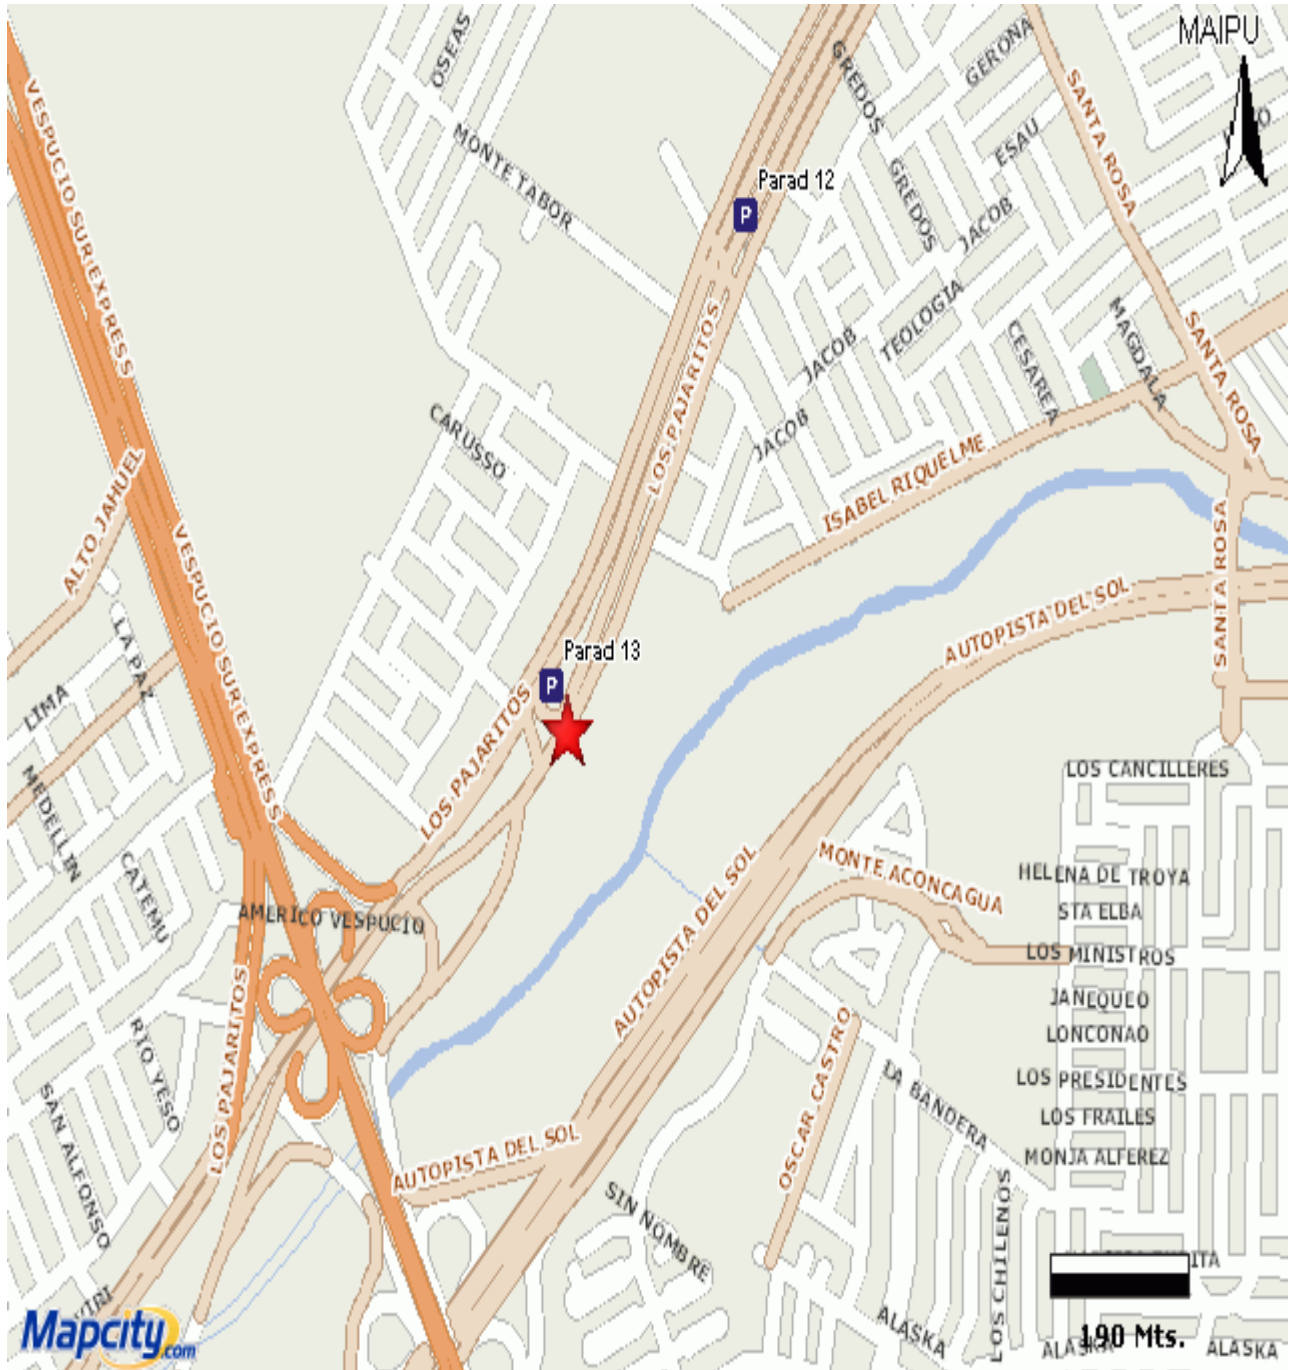 MAIPU
OSEAS
GREDOS
GERONA
SANTA ROSA
VESPUCIO SUR EXPRESS
MONTE TABOR
ESAU
Parad 12
P
GREDOS
JACOB
LOS PAJARITOS
TEOLOGIA
JACOB
CESAREA
MAGDALA
SANTA ROSA
CARUSSO
JACOB
ISABEL RIQUELME
ALTO JAHUEL
VESPUCIO SUR EXPRESS
SANTA ROSA
AUTOPISTA DEL SOL
LA PAZ
Parad 13
P
LIMA
LOS PAJARITOS
LOS CANCILLERES
MEDELLIN
CATEMU
AUTOPISTA DEL SOL
MONTE ACONCAGUA
HELENA DE TROYA
STA ELBA
AMERICO VESPUCIO
LOS MINISTROS
JANEQUEO
LOS PAJARITOS
RIO YESO
OSCAR CASTRO
LONCONAO
LOS PRESIDENTES
LA BANDERA
LOS FRAILES
SAN ALFONSO
AUTOPISTA DEL SOL
MONJA ALFEREZ
SIN NOMBRE
LOS CHILENOS
ALASKA
190 Mts.
ALASKA
Mapcity.com